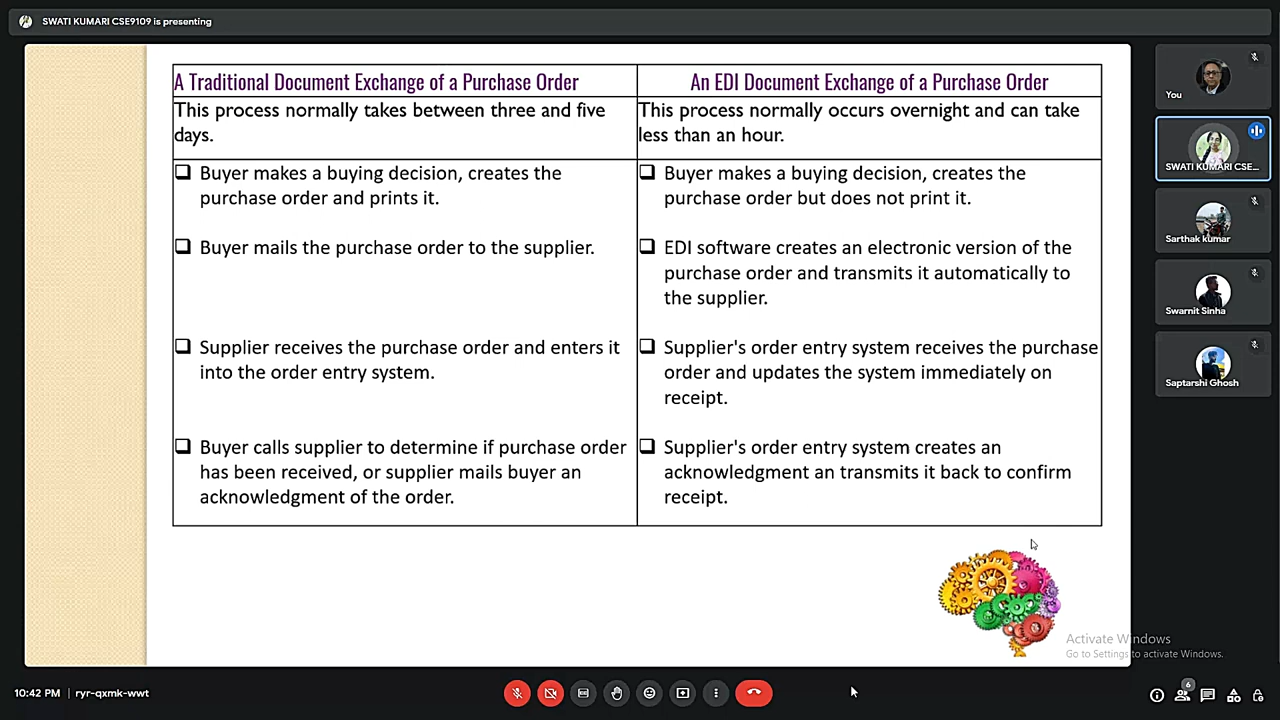 SWATI KUMARI CSE9109 is presenting
A Traditional Document Exchange of a Purchase Order
An EDI Document Exchange of a Purchase Order
This process normally takes between three and five
days.
This process normally occurs overnight and can take
less than an hour.
Buyer makes a buying decision, creates the
purchase order and prints it.
Buyer makes a buying decision, creates the
purchase order but does not print it.
Buyer mails the purchase order to the supplier.
EDI software creates an electronic version of the
purchase order and transmits it automatically to
the supplier.
Supplier receives the purchase order and enters it
into the order entry system.
Supplier's order entry system receives the purchase
order and updates the system immediately on
receipt.
Buyer calls supplier to determine if purchase order
has been received, or supplier mails buyer an
acknowledgment of the order.
Supplier's order entry system creates an
acknowledgment an transmits it back to confirm
receipt.
You
SWATI KUMARI CSE...
Sarthak kumar
Swarnit Sinha
Saptarshi Ghosh
Activate Windows
Go to Settings to activate Windows.
10:42 PM | ryr-qxmk-wwt
6